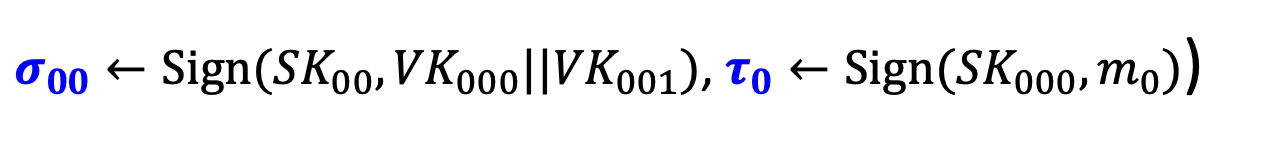 σ₀₀ ← Sign(SK₀₀, VK₀₀₀||VK₀₀₁), τ₀ ← Sign(SK₀₀₀, m₀))